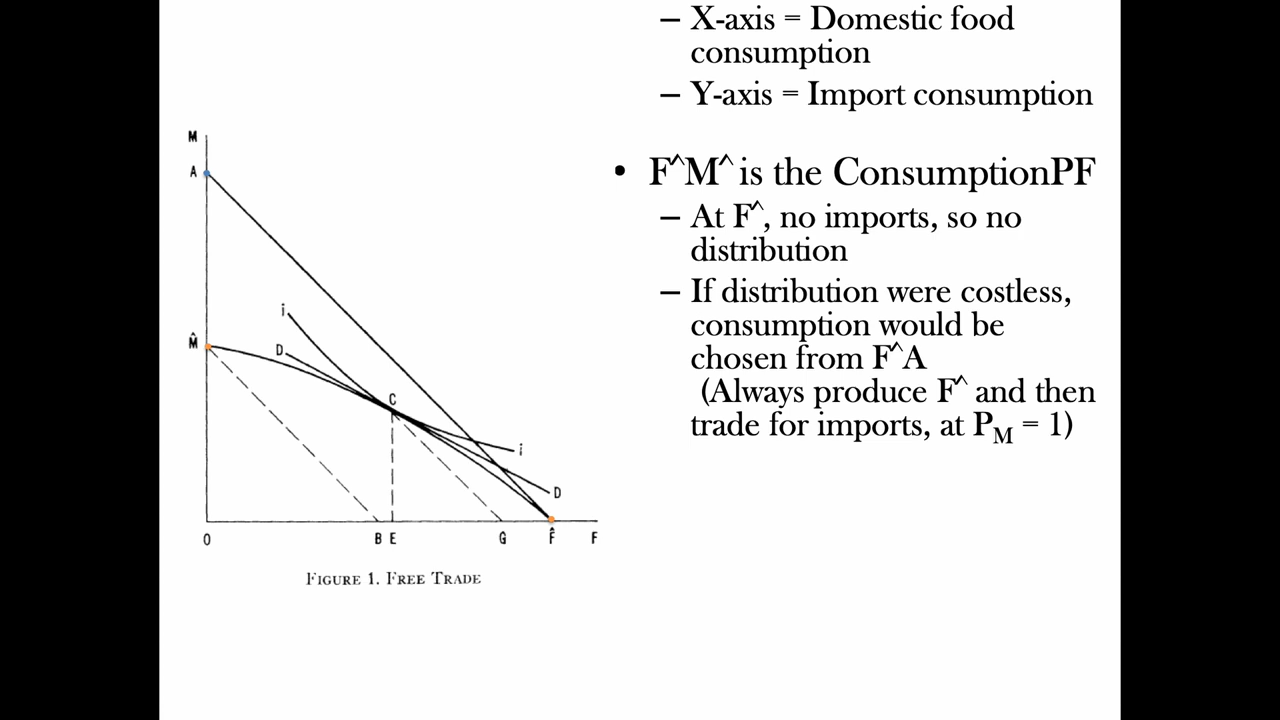 – X-axis = Domestic food
consumption
– Y-axis = Import consumption
• F^M^ is the ConsumptionPF
– At F^, no imports, so no
distribution
– If distribution were costless,
consumption would be
chosen from F^A
(Always produce F^ and then
trade for imports, at PM = 1)
M
A
i
M̂
D
C
i
D
O B E G F̂ F
FIGURE 1. FREE TRADE